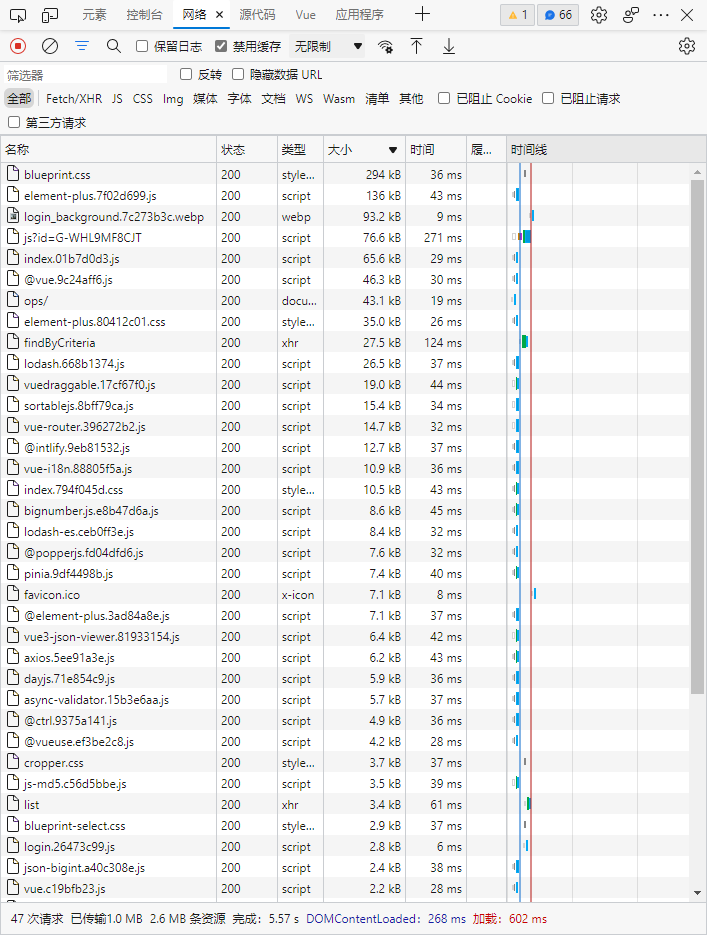 元素 控制台 网络 源代码 Vue 应用程序 1 66
保留日志 禁用缓存 无限制
筛选器 反转 隐藏数据 URL
全部 Fetch/XHR JS CSS Img 媒体 字体 文档 WS Wasm 清单 其他 已阻止 Cookie 已阻止请求
第三方请求
名称 状态 类型 大小 时间 履... 时间线
blueprint.css 200 style... 294 kB 36 ms
element-plus.7f02d699.js 200 script 136 kB 43 ms
login_background.7c273b3c.webp 200 webp 93.2 kB 9 ms
js?id=G-WHL9MF8CJT 200 script 76.6 kB 271 ms
index.01b7d0d3.js 200 script 65.6 kB 29 ms
@vue.9c24aff6.js 200 script 46.3 kB 30 ms
ops/ 200 docu... 43.1 kB 19 ms
element-plus.80412c01.css 200 style... 35.0 kB 26 ms
findByCriteria 200 xhr 27.5 kB 124 ms
lodash.668b1374.js 200 script 26.5 kB 37 ms
vuedraggable.17cf67f0.js 200 script 19.0 kB 44 ms
sortablejs.8bff79ca.js 200 script 15.4 kB 34 ms
vue-router.396272b2.js 200 script 14.7 kB 32 ms
@intlify.9eb81532.js 200 script 12.7 kB 37 ms
vue-i18n.88805f5a.js 200 script 10.9 kB 36 ms
index.794f045d.css 200 style... 10.5 kB 43 ms
bignumber.js.e8b47d6a.js 200 script 8.6 kB 45 ms
lodash-es.ceb0ff3e.js 200 script 8.4 kB 32 ms
@popperjs.fd04dfd6.js 200 script 7.6 kB 32 ms
pinia.9df4498b.js 200 script 7.4 kB 40 ms
favicon.ico 200 x-icon 7.1 kB 8 ms
@element-plus.3ad84a8e.js 200 script 7.1 kB 37 ms
vue3-json-viewer.81933154.js 200 script 6.4 kB 42 ms
axios.5ee91a3e.js 200 script 6.2 kB 43 ms
dayjs.71e854c9.js 200 script 5.9 kB 36 ms
async-validator.15b3e6aa.js 200 script 5.7 kB 37 ms
@ctrl.9375a141.js 200 script 4.9 kB 36 ms
@vueuse.ef3be2c8.js 200 script 4.2 kB 28 ms
cropper.css 200 style... 3.7 kB 37 ms
js-md5.c56d5bbe.js 200 script 3.5 kB 39 ms
list 200 xhr 3.4 kB 61 ms
blueprint-select.css 200 style... 2.9 kB 37 ms
login.26473c99.js 200 script 2.8 kB 6 ms
json-bigint.a40c308e.js 200 script 2.4 kB 38 ms
vue.c19bfb23.js 200 script 2.2 kB 28 ms
47 次请求 已传输1.0 MB 2.6 MB 条资源 完成：5.57 s DOMContentLoaded：268 ms 加载：602 ms